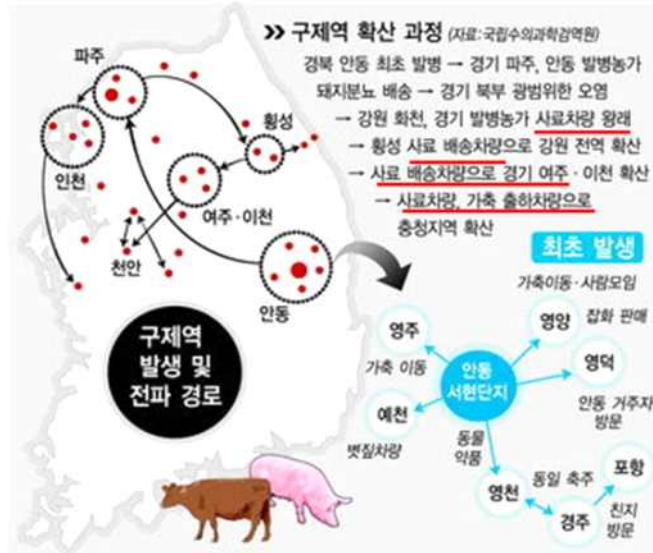 >> 구제역 확산 과정 (자료:국립수의과학검역원)
경북 안동 최초 발병 → 경기 파주, 안동 발병농가
돼지분뇨 배송 → 경기 북부 광범위한 오염
→ 강원 화천, 경기 발병농가 사료차량 왕래
→ 횡성 사료 배송차량으로 강원 전역 확산
→ 사료 배송차량으로 경기 여주·이천 확산
→ 사료차량, 가축 출하차량으로
충청지역 확산
파주
인천
횡성
여주·이천
천안
안동
구제역
발생 및
전파 경로
최초 발생
가축이동·사람모임
영주
영양
잡화 판매
가축 이동
안동
서현단지
영덕
예천
안동 거주자
방문
볏짚차량
동물
약품
영천
동일 축주
포항
경주
친지
방문